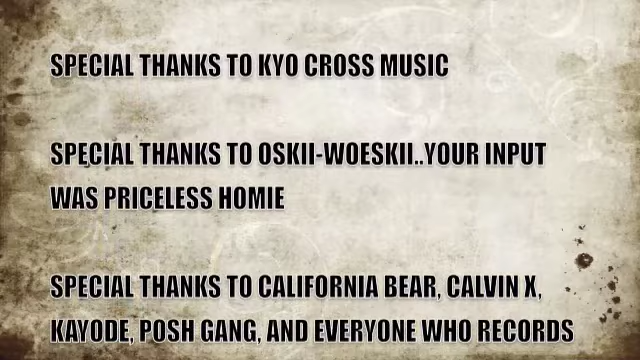 SPECIAL THANKS TO KYO CROSS MUSIC
SPECIAL THANKS TO OSKII-WOESKII..YOUR INPUT
WAS PRICELESS HOMIE
SPECIAL THANKS TO CALIFORNIA BEAR, CALVIN X,
KAYODE, POSH GANG, AND EVERYONE WHO RECORDS